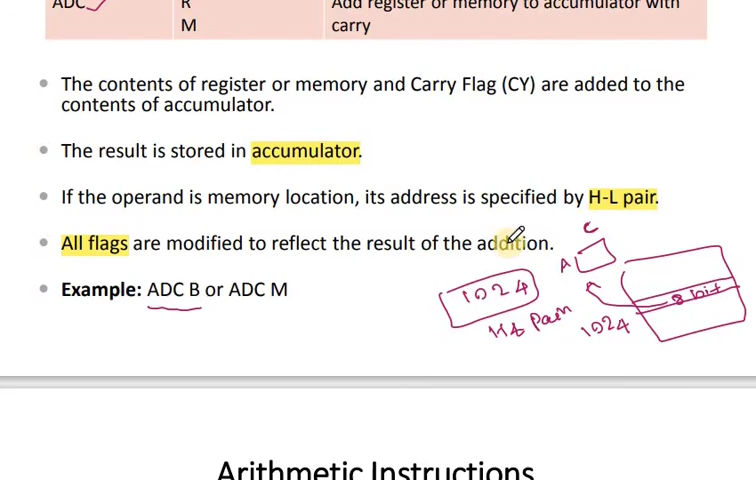 ADC R Add register or memory to accumulator with
M carry
• The contents of register or memory and Carry Flag (CY) are added to the
contents of accumulator.
• The result is stored in accumulator.
• If the operand is memory location, its address is specified by H-L pair.
• All flags are modified to reflect the result of the addition.
• Example: ADC B or ADC M
C
A
1024
8 bit
HL Pair
1024
Arithmetic Instructions